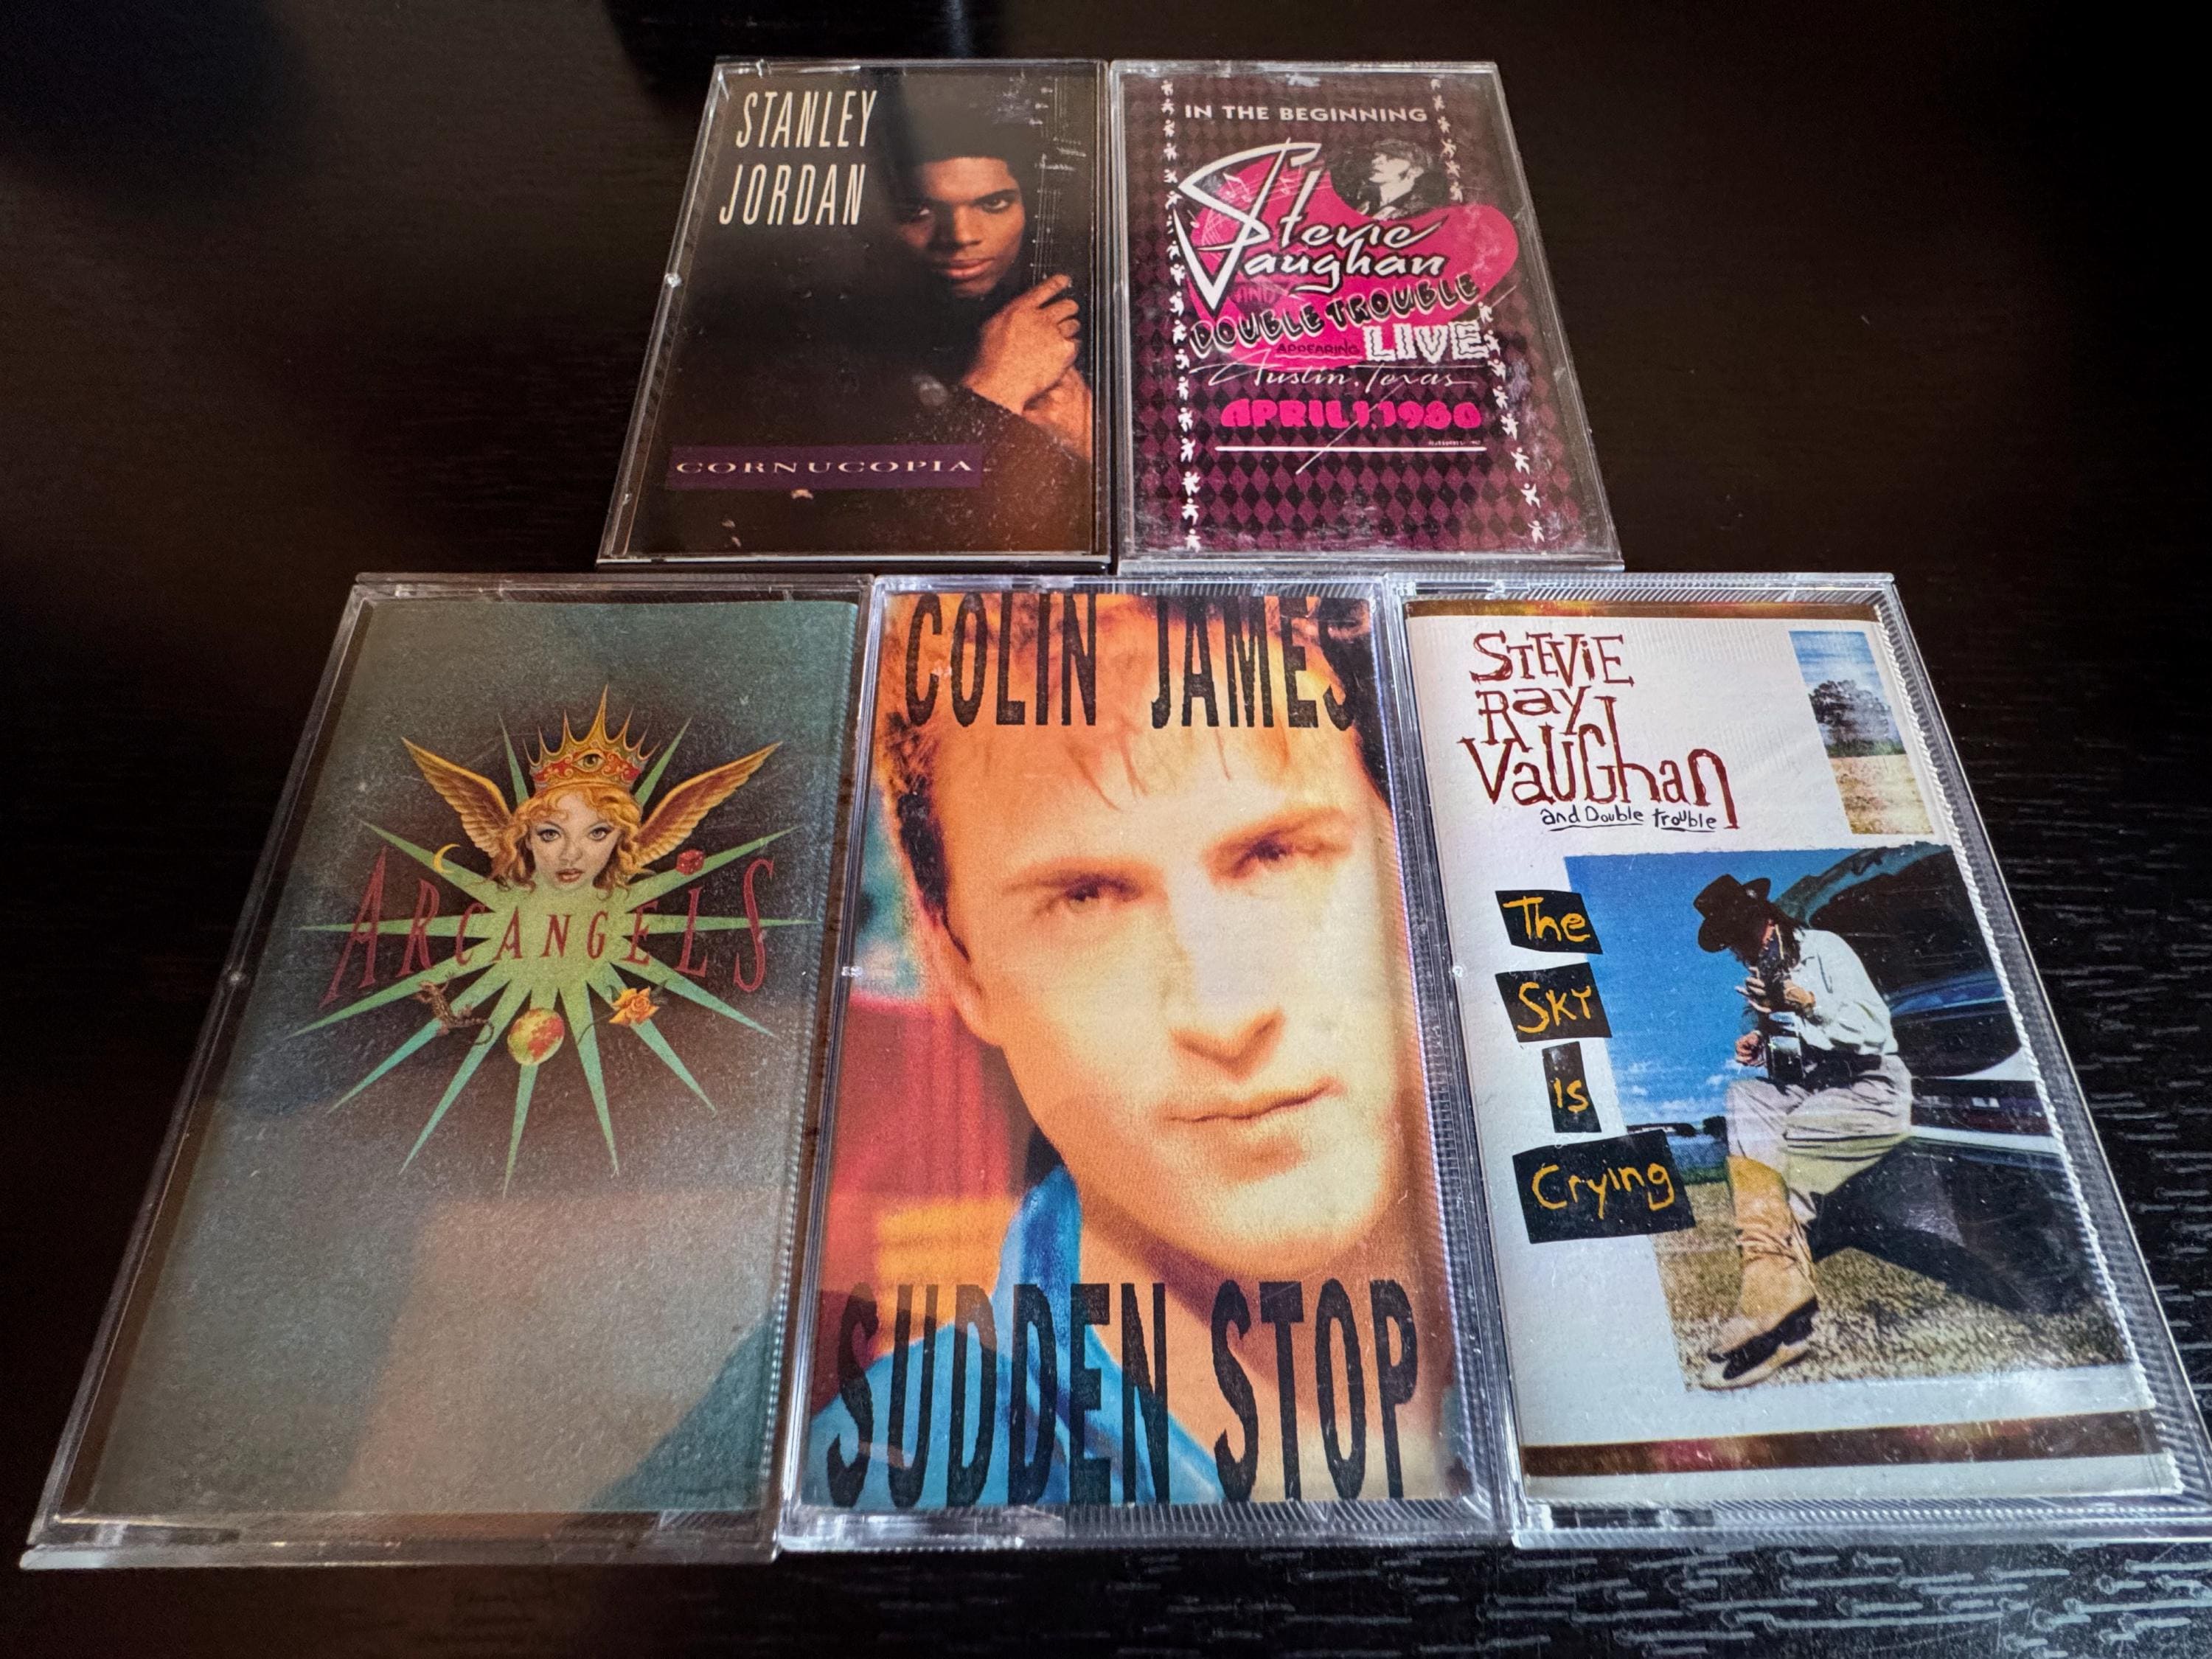 STANLEY
JORDAN
CORNUCOPIA
IN THE BEGINNING
Stevie
Vaughan
AND
DOUBLE TROUBLE
APPEARING LIVE
Austin, Texas
APRIL 1, 1980
ARCANGELS
COLIN JAMES
SUDDEN STOP
STEVIE
Ray
VaUGhan
and Double trouble
The
SKY
is
Crying